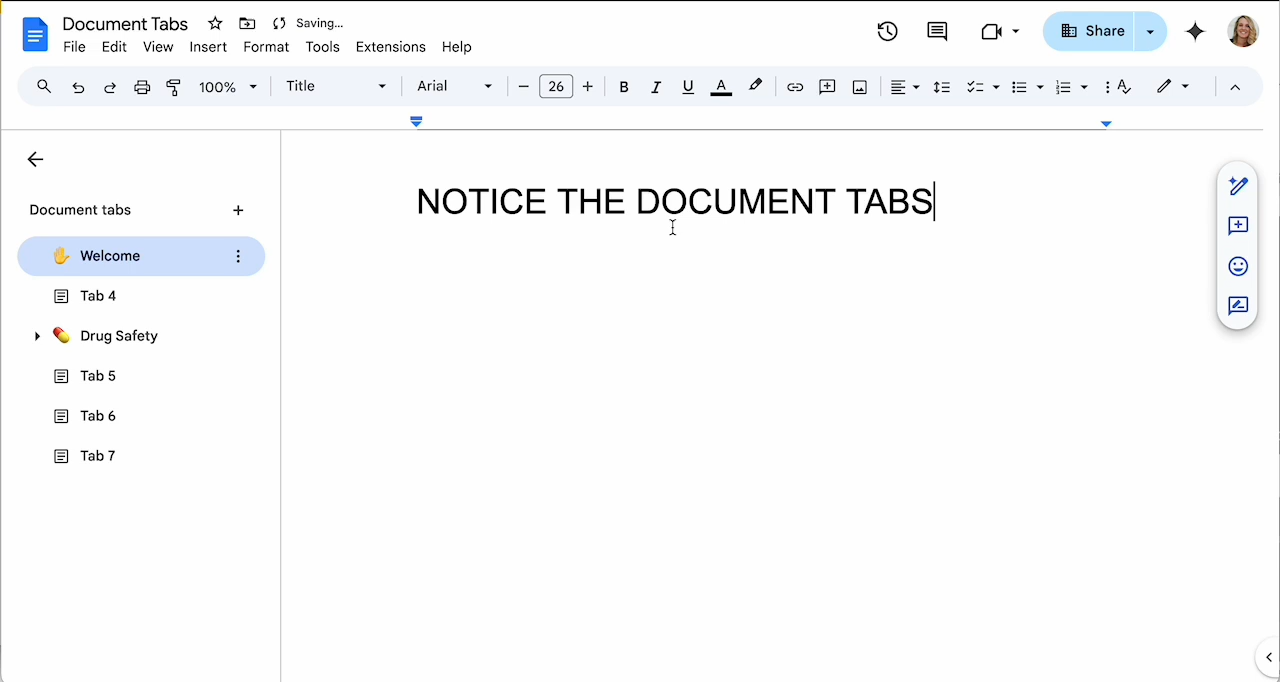 Document Tabs Saving...
File Edit View Insert Format Tools Extensions Help
Share
100% Title Arial 26 B I U A
Document tabs
Welcome
Tab 4
Drug Safety
Tab 5
Tab 6
Tab 7
NOTICE THE DOCUMENT TABS